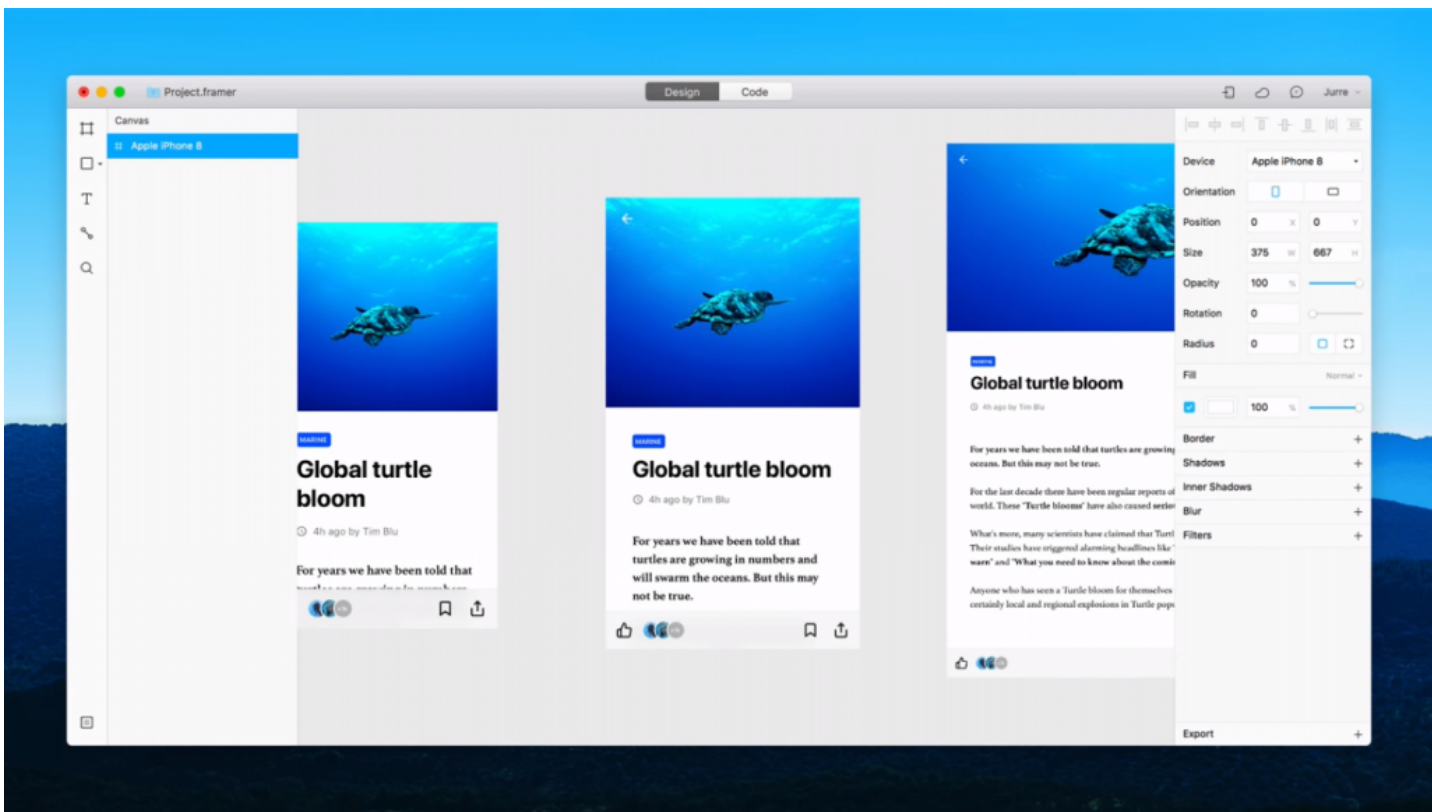 Project.framer
Design
Code
Jurre
Canvas
Apple iPhone 8
MARINE
Global turtle
bloom
4h ago by Tim Blu
For years we have been told that
MARINE
Global turtle bloom
4h ago by Tim Blu
For years we have been told that
turtles are growing in numbers and
will swarm the oceans. But this may
not be true.
MARINE
Global turtle bloom
4h ago by Tim Blu
For years we have been told that turtles are growing
oceans. But this may not be true.
For the last decade there have been regular reports of
world. These "Turtle blooms" have also caused
What's more, many scientists have claimed that
Their studies have triggered alarming headlines like
warn" and "What you need to know about the
Anyone who has seen a Turtle bloom for themselves
certainly local and regional explosions in Turtle
Device Apple iPhone 8
Orientation
Position 0 X 0 Y
Size 375 W 667 H
Opacity 100 %
Rotation 0
Radius 0
Fill Normal
100 %
Border +
Shadows +
Inner Shadows +
Blur +
Filters +
Export +